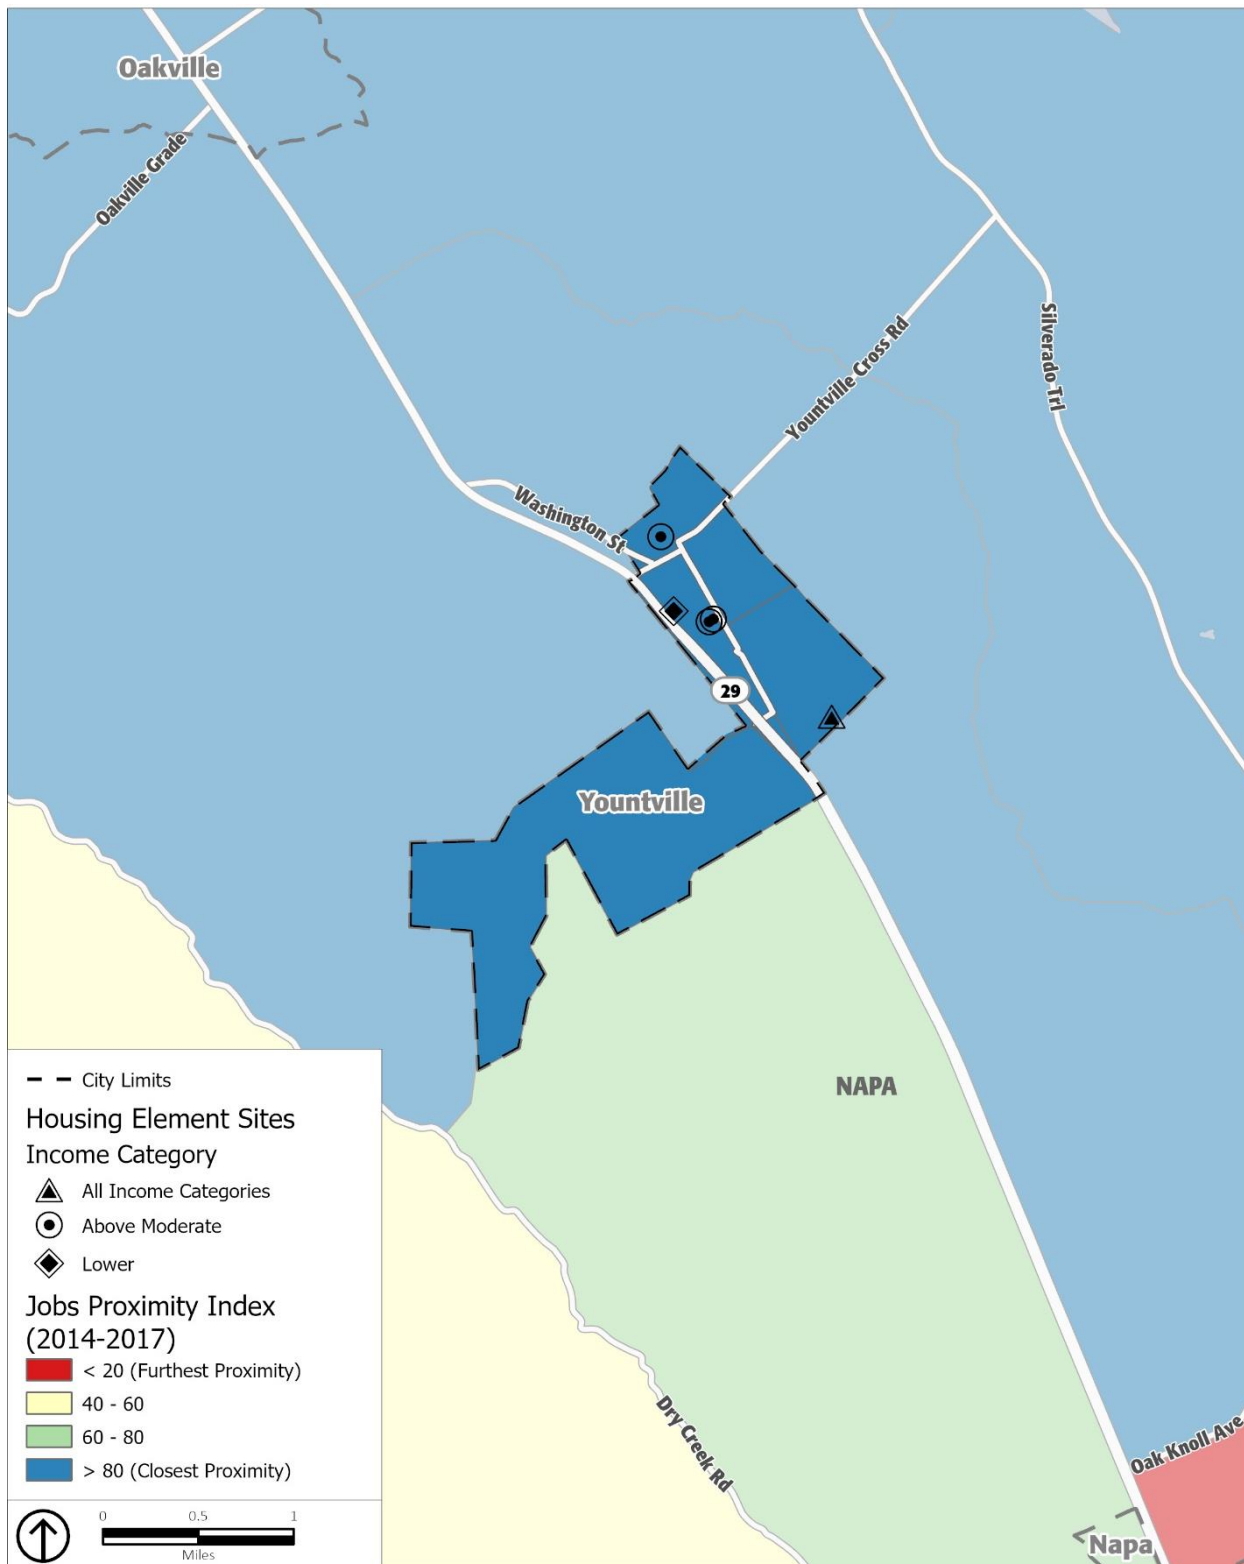 Oakville
Oakville Grade
Silverado Trl
Yountville Cross Rd
Washington St
29
Yountville
NAPA
City Limits
Housing Element Sites
Income Category
All Income Categories
Above Moderate
Lower
Jobs Proximity Index
(2014-2017)
< 20 (Furthest Proximity)
40 - 60
60 - 80
> 80 (Closest Proximity)
0 0.5 1
Miles
Dry Creek Rd
Oak Knoll Ave
Napa